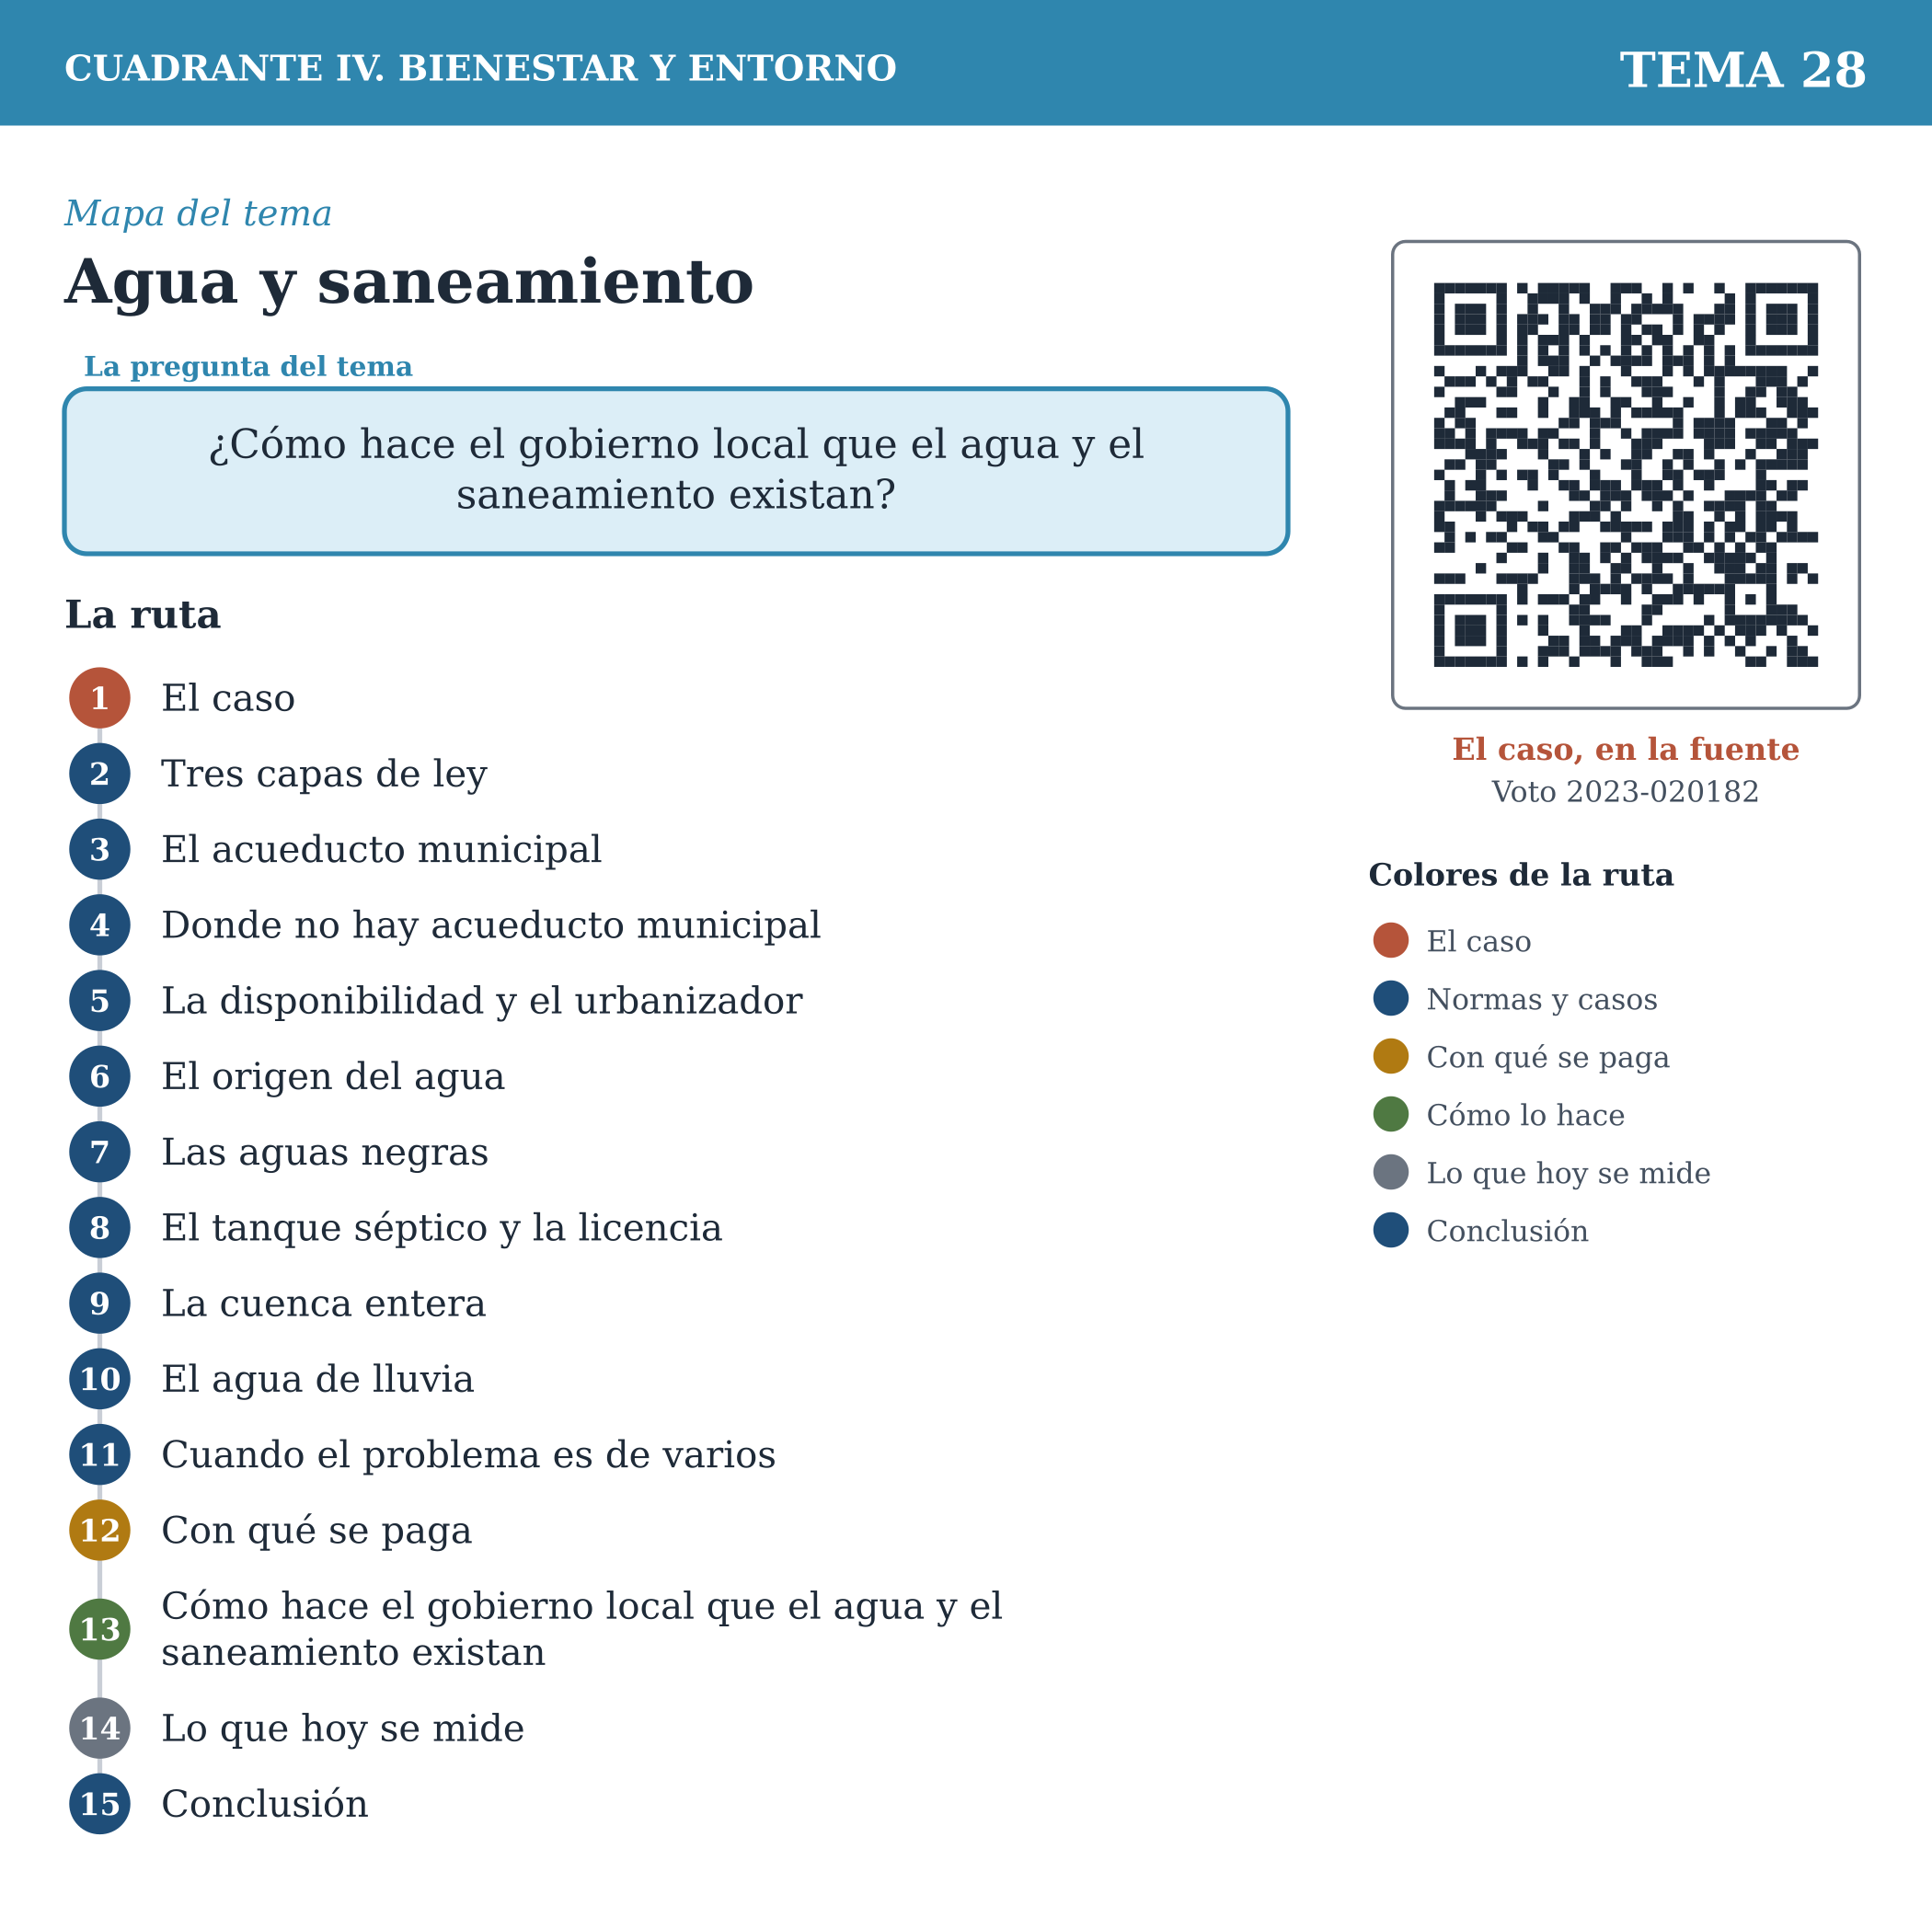 CUADRANTE IV. BIENESTAR Y ENTORNO
TEMA 28
Mapa del tema
Agua y saneamiento
La pregunta del tema
¿Cómo hace el gobierno local que el agua y el
saneamiento existan?
La ruta
1 El caso
2 Tres capas de ley
3 El acueducto municipal
4 Donde no hay acueducto municipal
5 La disponibilidad y el urbanizador
6 El origen del agua
7 Las aguas negras
8 El tanque séptico y la licencia
9 La cuenca entera
10 El agua de lluvia
11 Cuando el problema es de varios
12 Con qué se paga
13 Cómo hace el gobierno local que el agua y el
saneamiento existan
14 Lo que hoy se mide
15 Conclusión
El caso, en la fuente
Voto 2023-020182
Colores de la ruta
El caso
Normas y casos
Con qué se paga
Cómo lo hace
Lo que hoy se mide
Conclusión